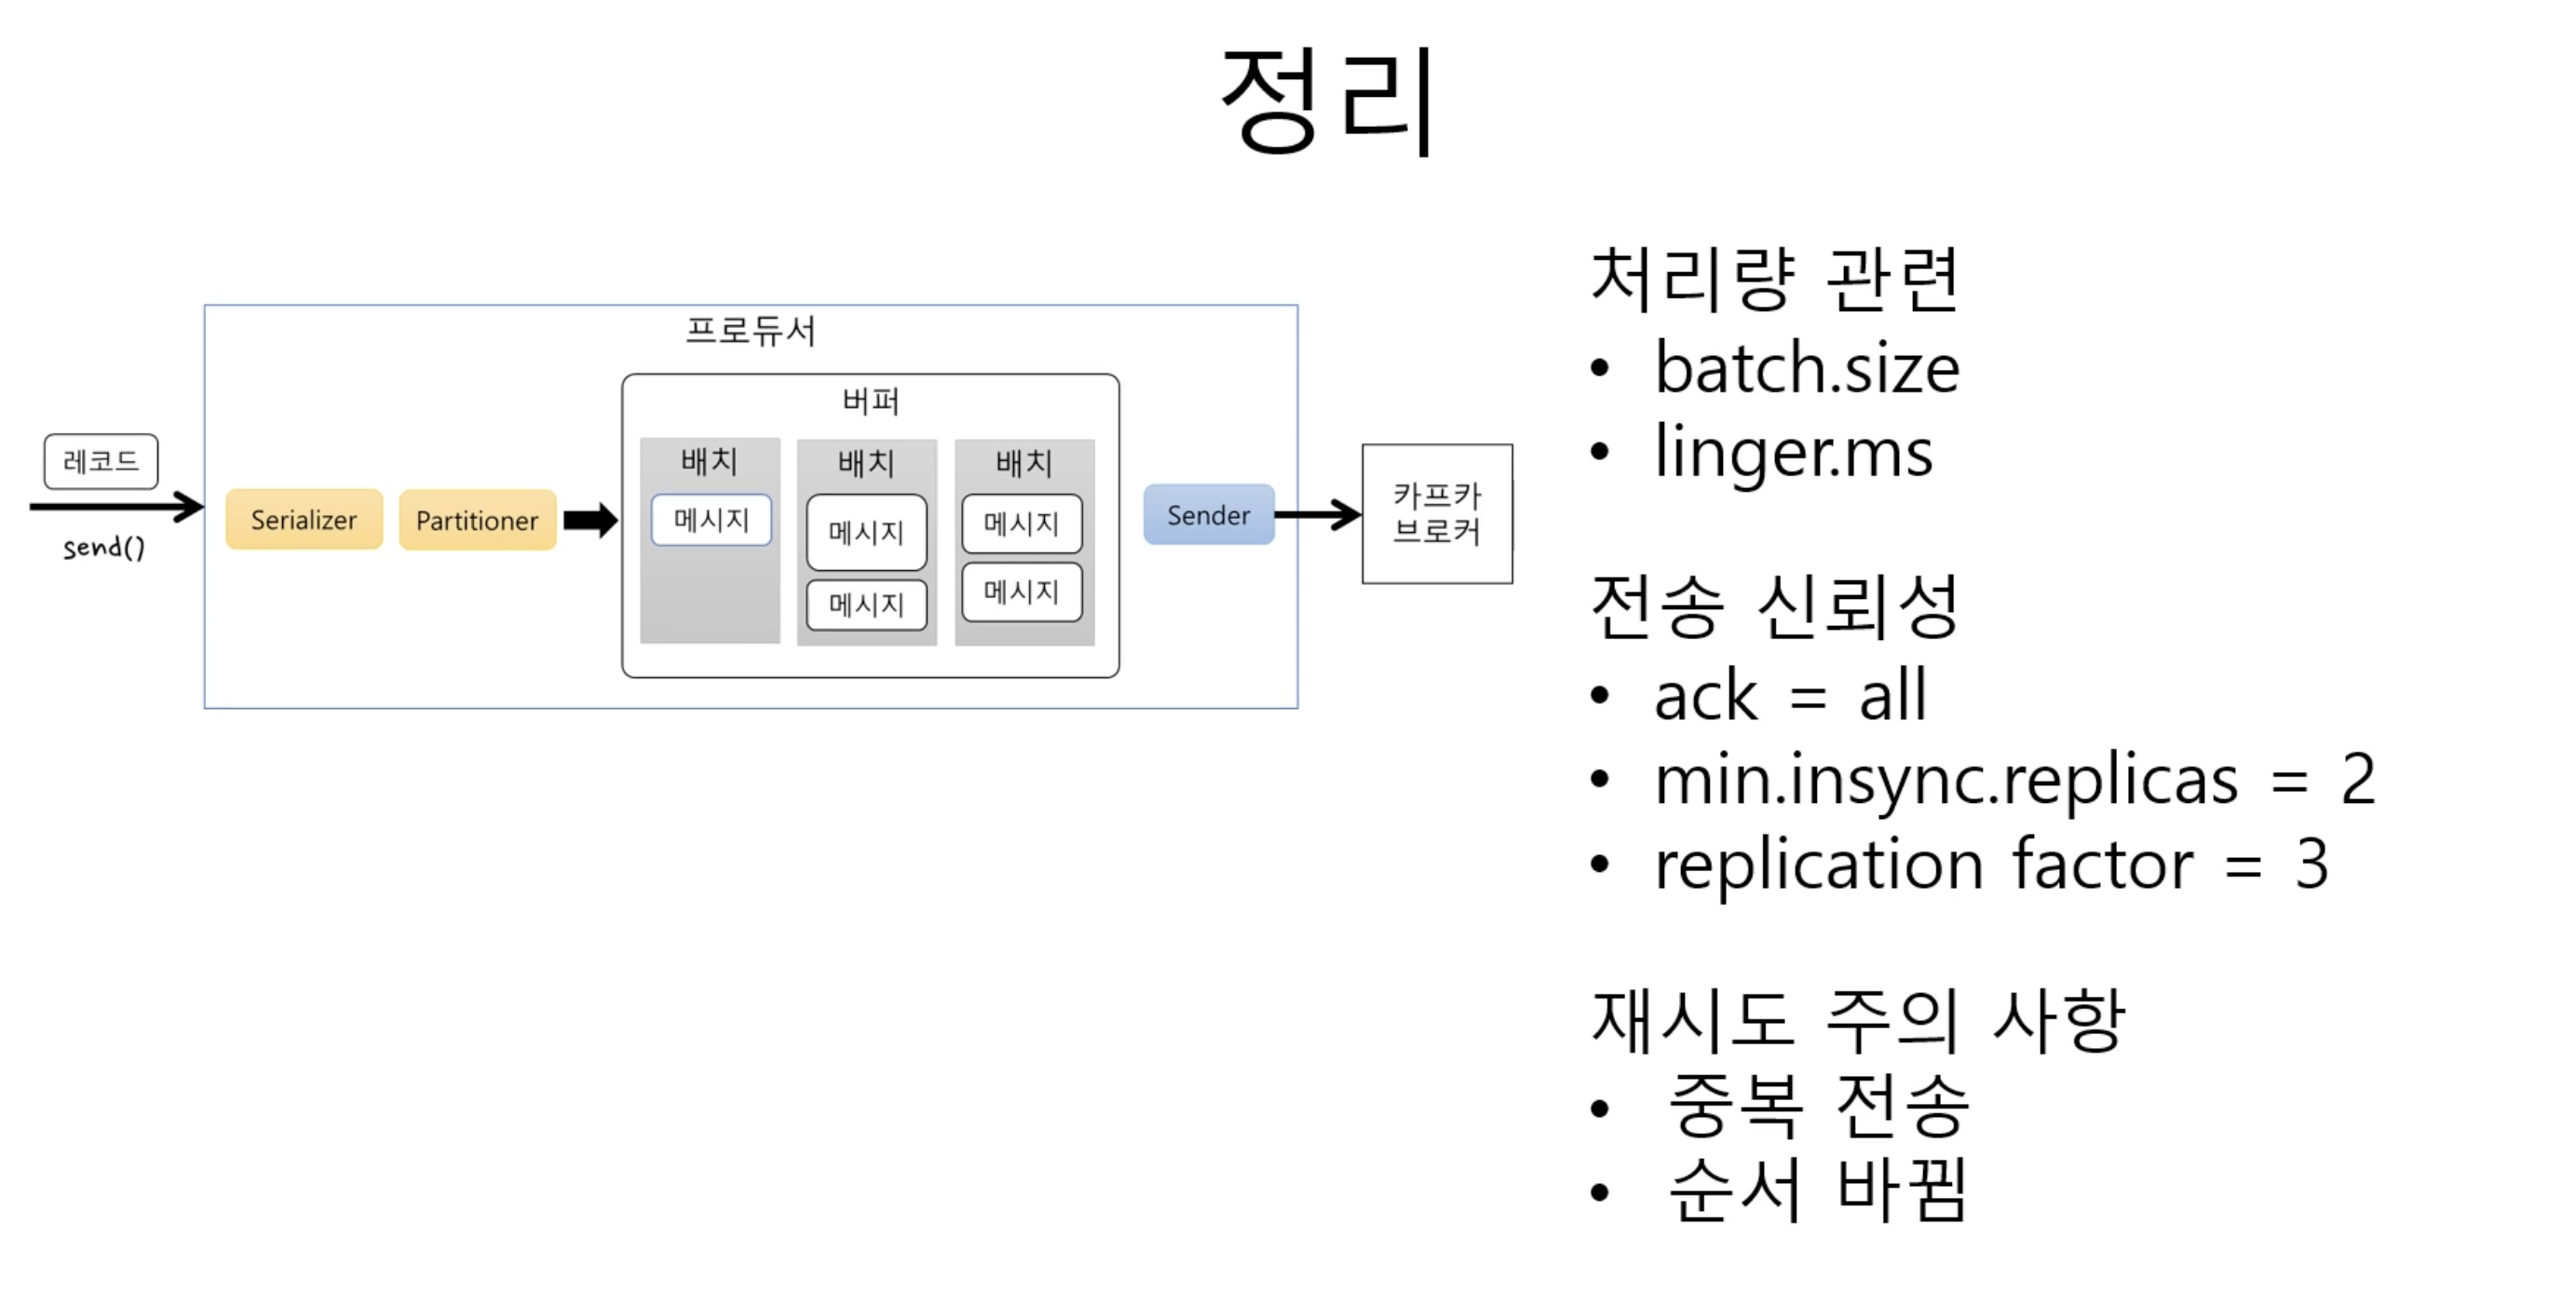 정리
프로듀서
버퍼
레코드
send()
Serializer
Partitioner
배치
메시지
배치
메시지
메시지
배치
메시지
메시지
Sender
카프카
브로커
처리량 관련
• batch.size
• linger.ms
전송 신뢰성
• ack = all
• min.insync.replicas = 2
• replication factor = 3
재시도 주의 사항
• 중복 전송
• 순서 바뀜